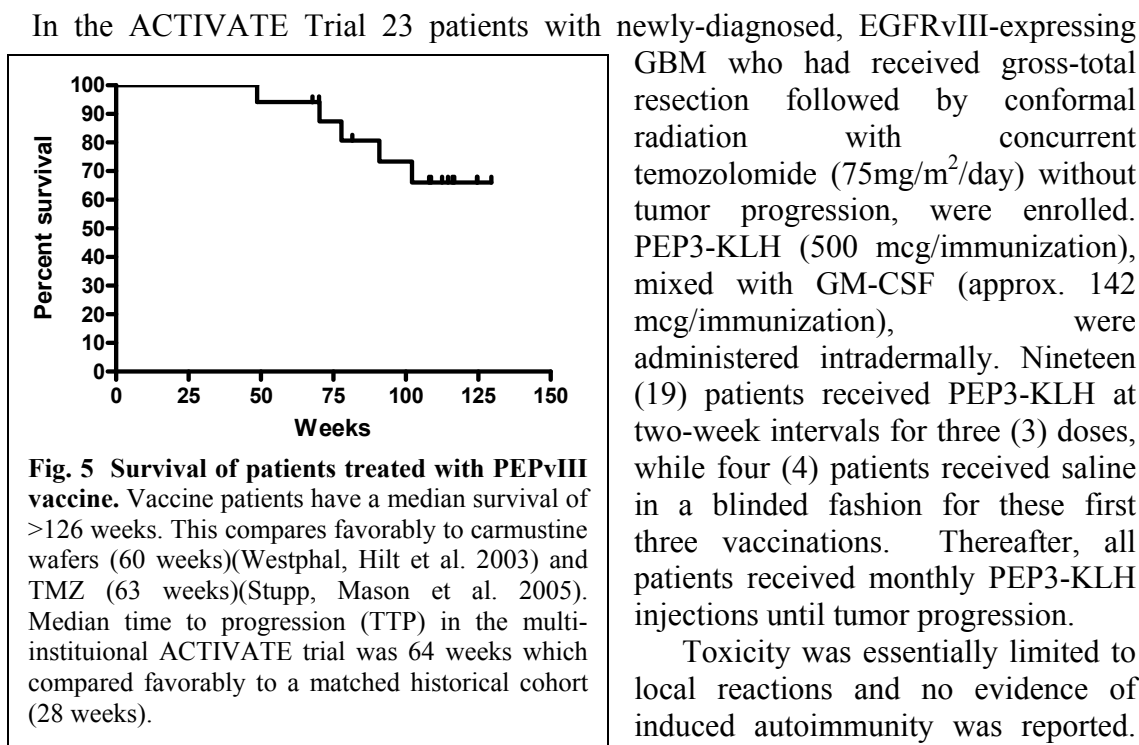 In the ACTIVATE Trial 23 patients with newly-diagnosed, EGFRvIII-expressing
GBM who had received gross-total
resection followed by conformal
radiation with concurrent
temozolomide (75mg/m²/day) without
tumor progression, were enrolled.
PEP3-KLH (500 mcg/immunization),
mixed with GM-CSF (approx. 142
mcg/immunization), were
administered intradermally. Nineteen
(19) patients received PEP3-KLH at
two-week intervals for three (3) doses,
while four (4) patients received saline
in a blinded fashion for these first
three vaccinations. Thereafter, all
patients received monthly PEP3-KLH
injections until tumor progression.
Toxicity was essentially limited to
local reactions and no evidence of
induced autoimmunity was reported.
Percent survival
100
90
80
70
60
50
40
30
20
10
0
0 25 50 75 100 125 150
Weeks
Fig. 5 Survival of patients treated with PEPvIII
vaccine. Vaccine patients have a median survival of
>126 weeks. This compares favorably to carmustine
wafers (60 weeks)(Westphal, Hilt et al. 2003) and
TMZ (63 weeks)(Stupp, Mason et al. 2005).
Median time to progression (TTP) in the multi-
instituional ACTIVATE trial was 64 weeks which
compared favorably to a matched historical cohort
(28 weeks).